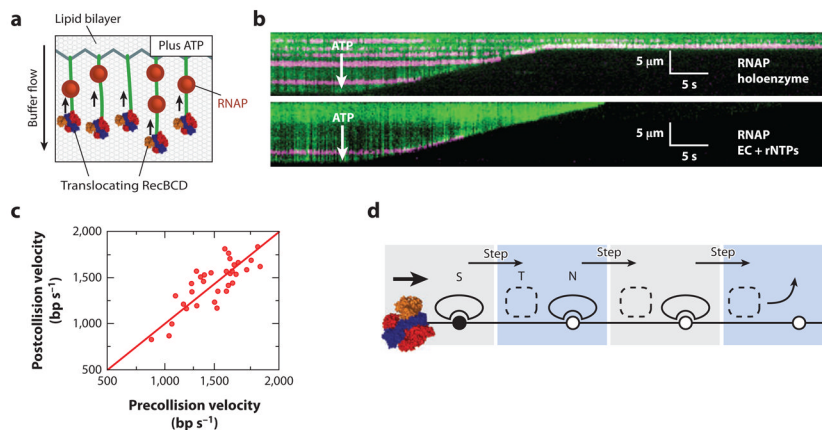 a
Lipid bilayer
Plus ATP
Buffer flow
RNAP
Translocating RecBCD
b
ATP
5 µm
5 s
RNAP
holoenzyme
ATP
5 µm
5 s
RNAP
EC + rNTPs
c
Postcollision velocity
(bp s⁻¹)
2,000
1,500
1,000
500
500
1,000
1,500
2,000
Precollision velocity
(bp s⁻¹)
d
Step
Step
Step
S
T
N